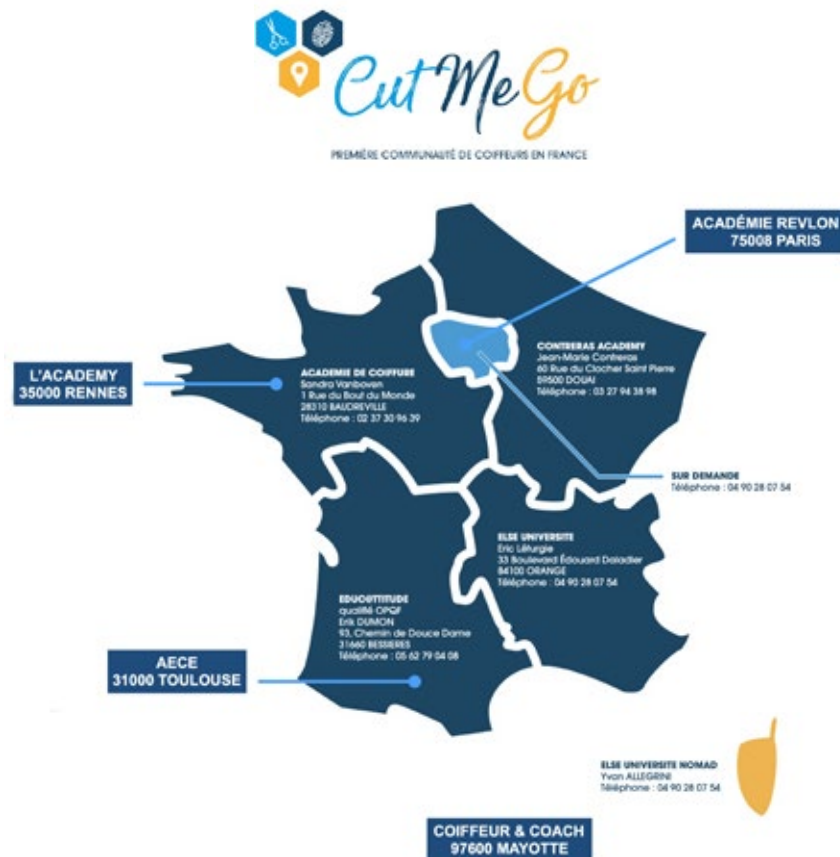 Cut Me Go
PREMIÈRE COMMUNAUTÉ DE COIFFEURS EN FRANCE
ACADÉMIE REVLON
75008 PARIS
CONTRERAS ACADEMY
Jean-Marie Contreras
60 Rue du Clocher Saint Pierre
59500 DOUAI
Téléphone : 03 27 94 38 98
L'ACADEMY
35000 RENNES
ACADEMIE DE COIFFURE
Sandra Vanboven
1 Rue du Bout du Monde
28310 BAUDREVILLE
Téléphone : 02 37 30 96 39
SUR DEMANDE
Téléphone : 04 90 28 07 54
ELSE UNIVERSITE
Eric Léturgie
33 Boulevard Édouard Daladier
84100 ORANGE
Téléphone : 04 90 28 07 54
EDUCOTTITUDE
qualifié OPQF
Erik DUMON
93, Chemin de Douce Dame
31660 BESSIERES
Téléphone : 05 62 79 04 08
AECE
31000 TOULOUSE
ELSE UNIVERSITE NOMAD
Yvan ALLEGRINI
Téléphone : 04 90 28 07 54
COIFFEUR & COACH
97600 MAYOTTE